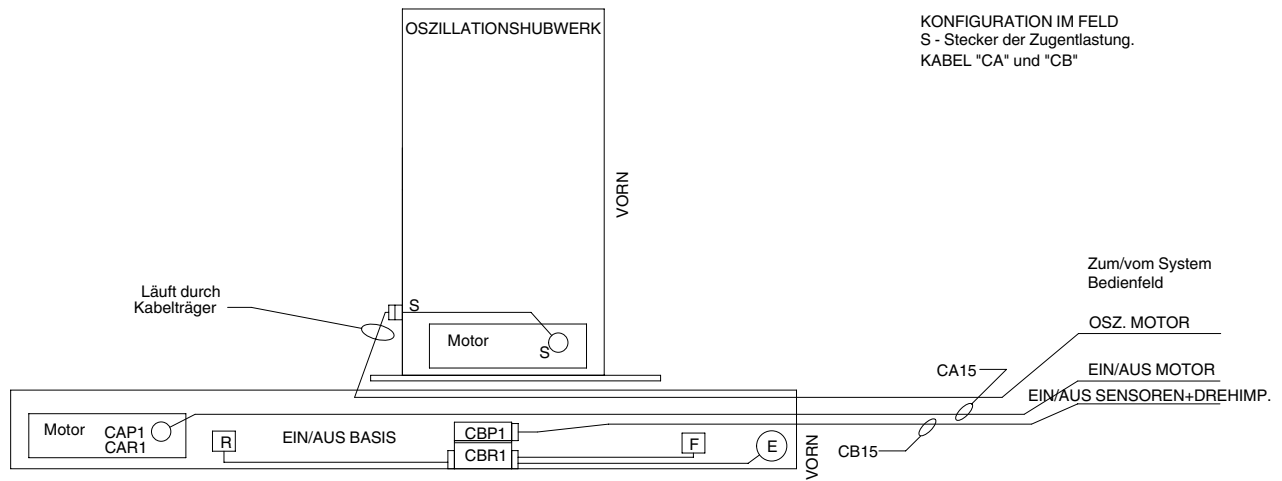 OSZILLATIONSHUBWERK
KONFIGURATION IM FELD
S - Stecker der Zugentlastung.
KABEL "CA" und "CB"
VORN
Zum/vom System
Bedienfeld
Läuft durch
Kabelträger
S
Motor
S
OSZ. MOTOR
CA15
EIN/AUS MOTOR
EIN/AUS SENSOREN+DREHIMP.
Motor
CAP1
CAR1
R
EIN/AUS BASIS
CBP1
CBR1
F
E
VORN
CB15